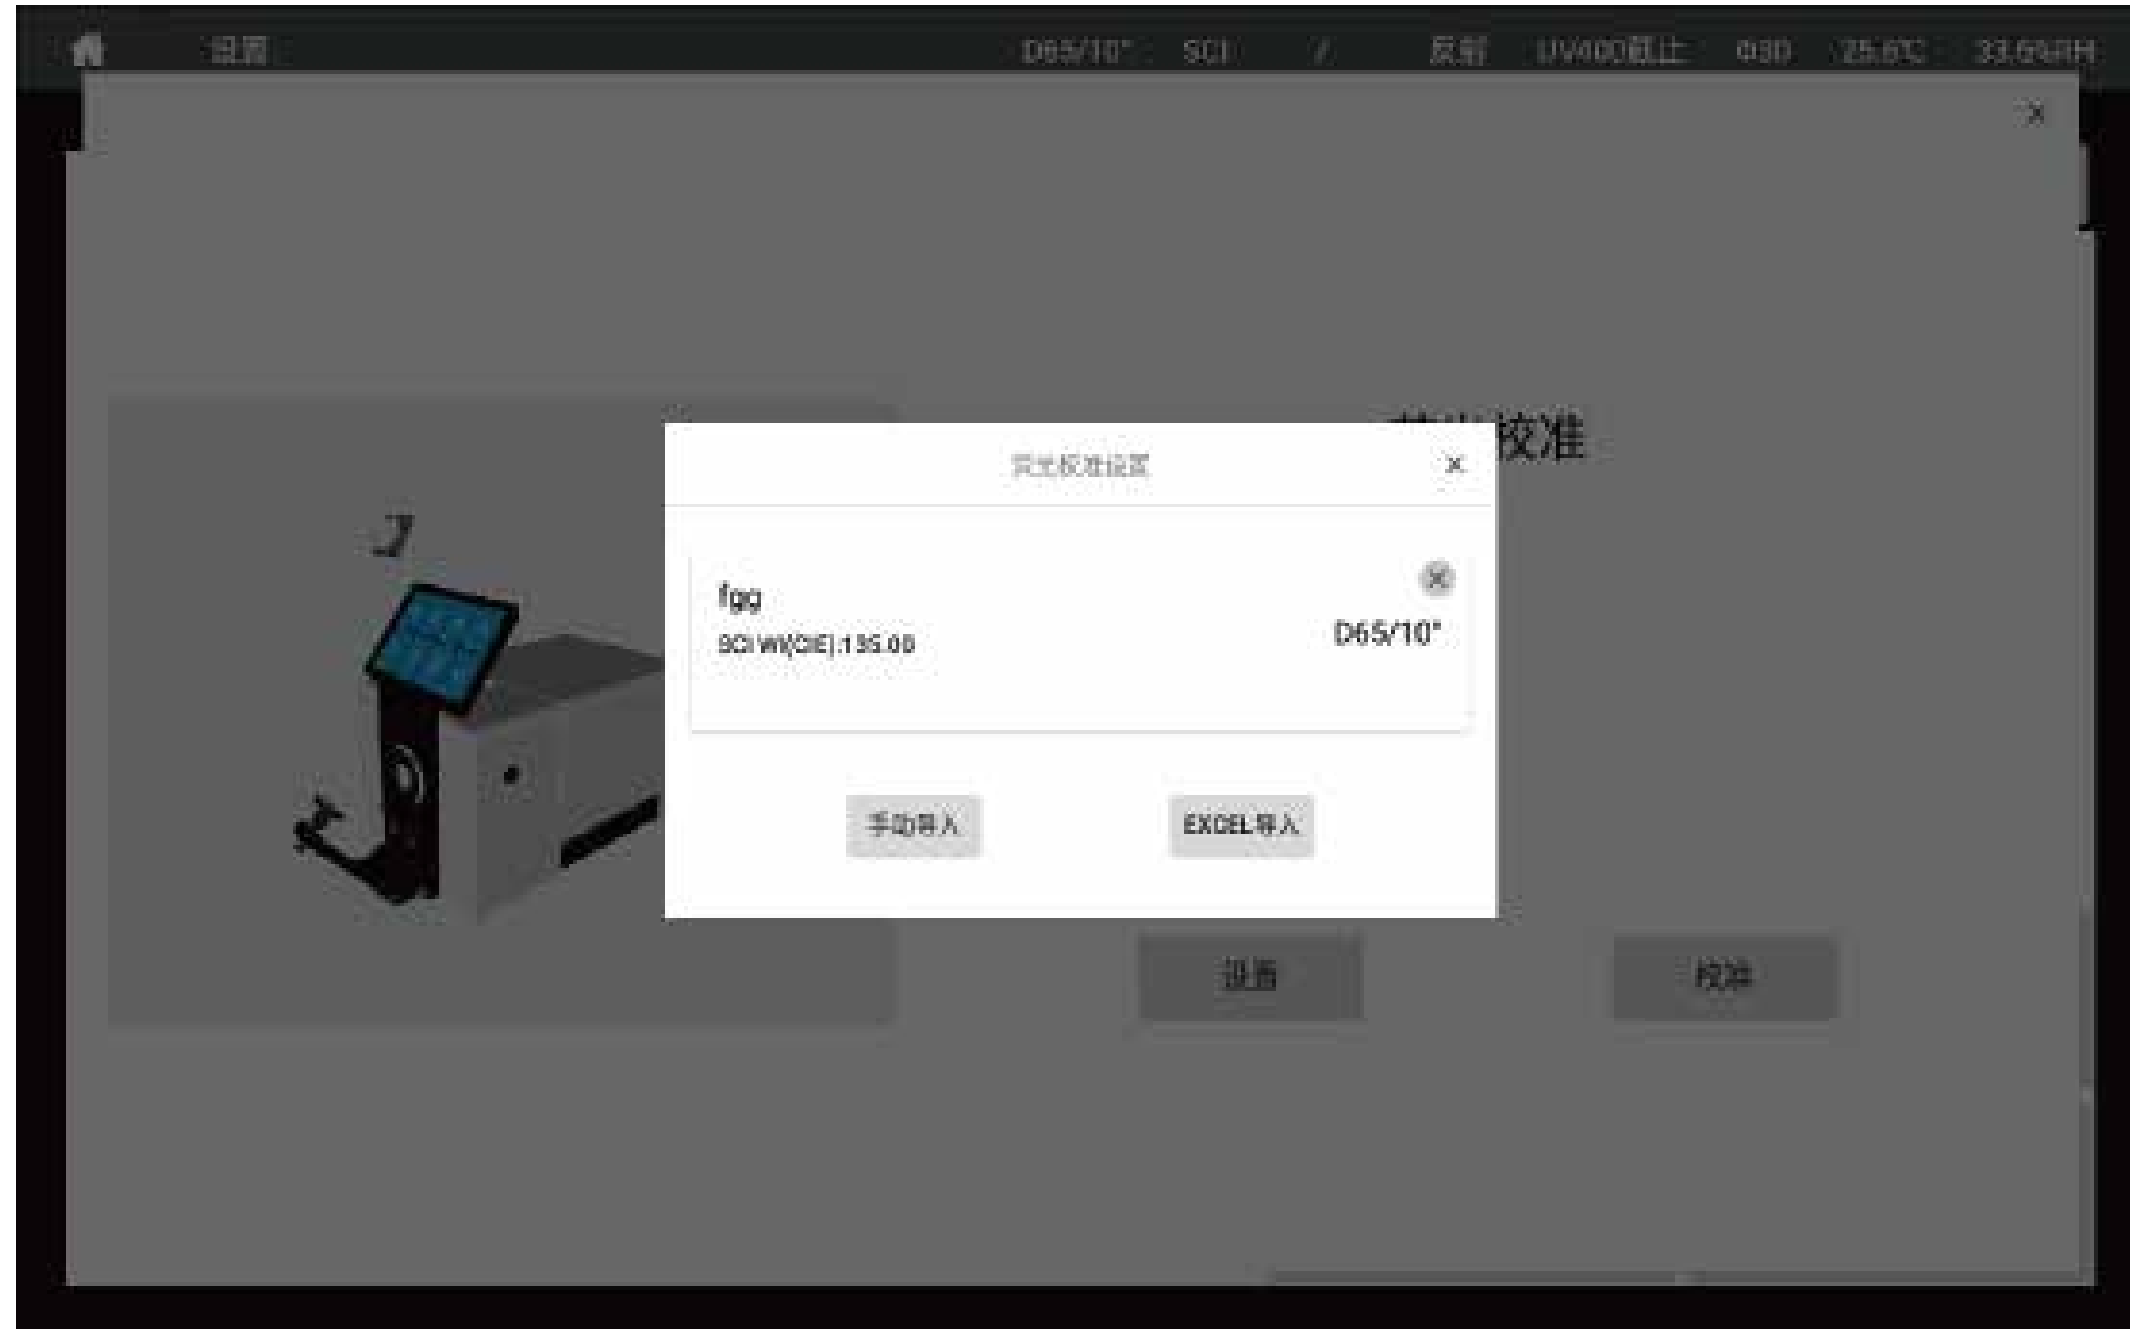 设置 D65/10° SCI / 反射 UV400截止 Φ30 25.6℃ 33.6%RH
校准
荧光校准设置
fgg
SCI WI(CIE):135.00
D65/10°
手动导入 EXCEL导入
设置 校准